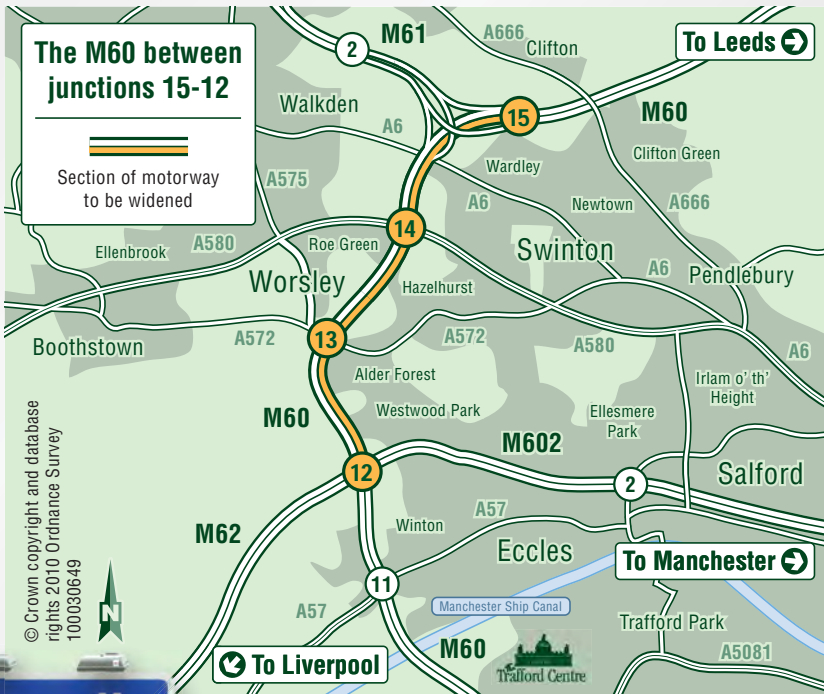 The M60 between
junctions 15-12
Section of motorway
to be widened
M61
2
A666
Clifton
To Leeds
Walkden
15
M60
A6
Wardley
Clifton Green
A575
A6
Newtown
A666
14
Ellenbrook
A580
Roe Green
Swinton
Worsley
Hazelhurst
A6
Pendlebury
13
A572
A572
A580
A6
Boothstown
Alder Forest
Irlam o' th'
Height
M60
Westwood Park
Ellesmere
Park
M602
12
2
Salford
M62
Winton
A57
Eccles
To Manchester
11
A57
Manchester Ship Canal
Trafford Park
N
To Liverpool
M60
The
Trafford Centre
A5081
© Crown copyright and database
rights 2010 Ordnance Survey
100030649